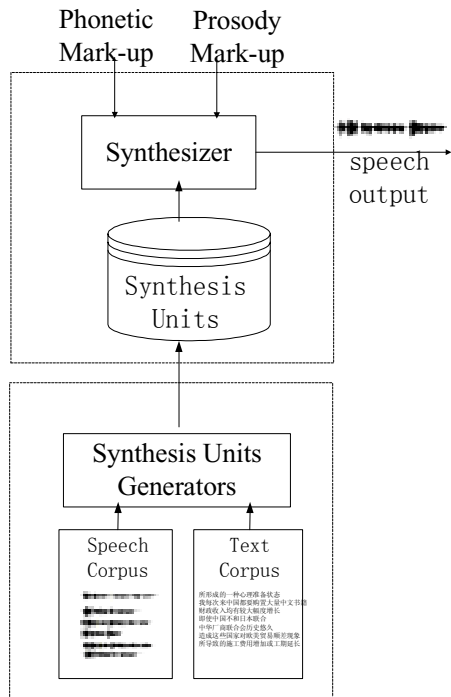 Phonetic Prosody
Mark-up Mark-up
Synthesizer
speech
output
Synthesis
Units
Synthesis Units
Generators
Speech
Corpus
Text
Corpus
所形成的一种心理准备状态
我每次来中国都要购置大量中文书籍
财政收入均有较大幅度增长
即使中国不和日本联合
中华厂商联合会历史悠久
造成这些国家对欧美贸易顺差现象
所导致的施工费用增加或工期延长